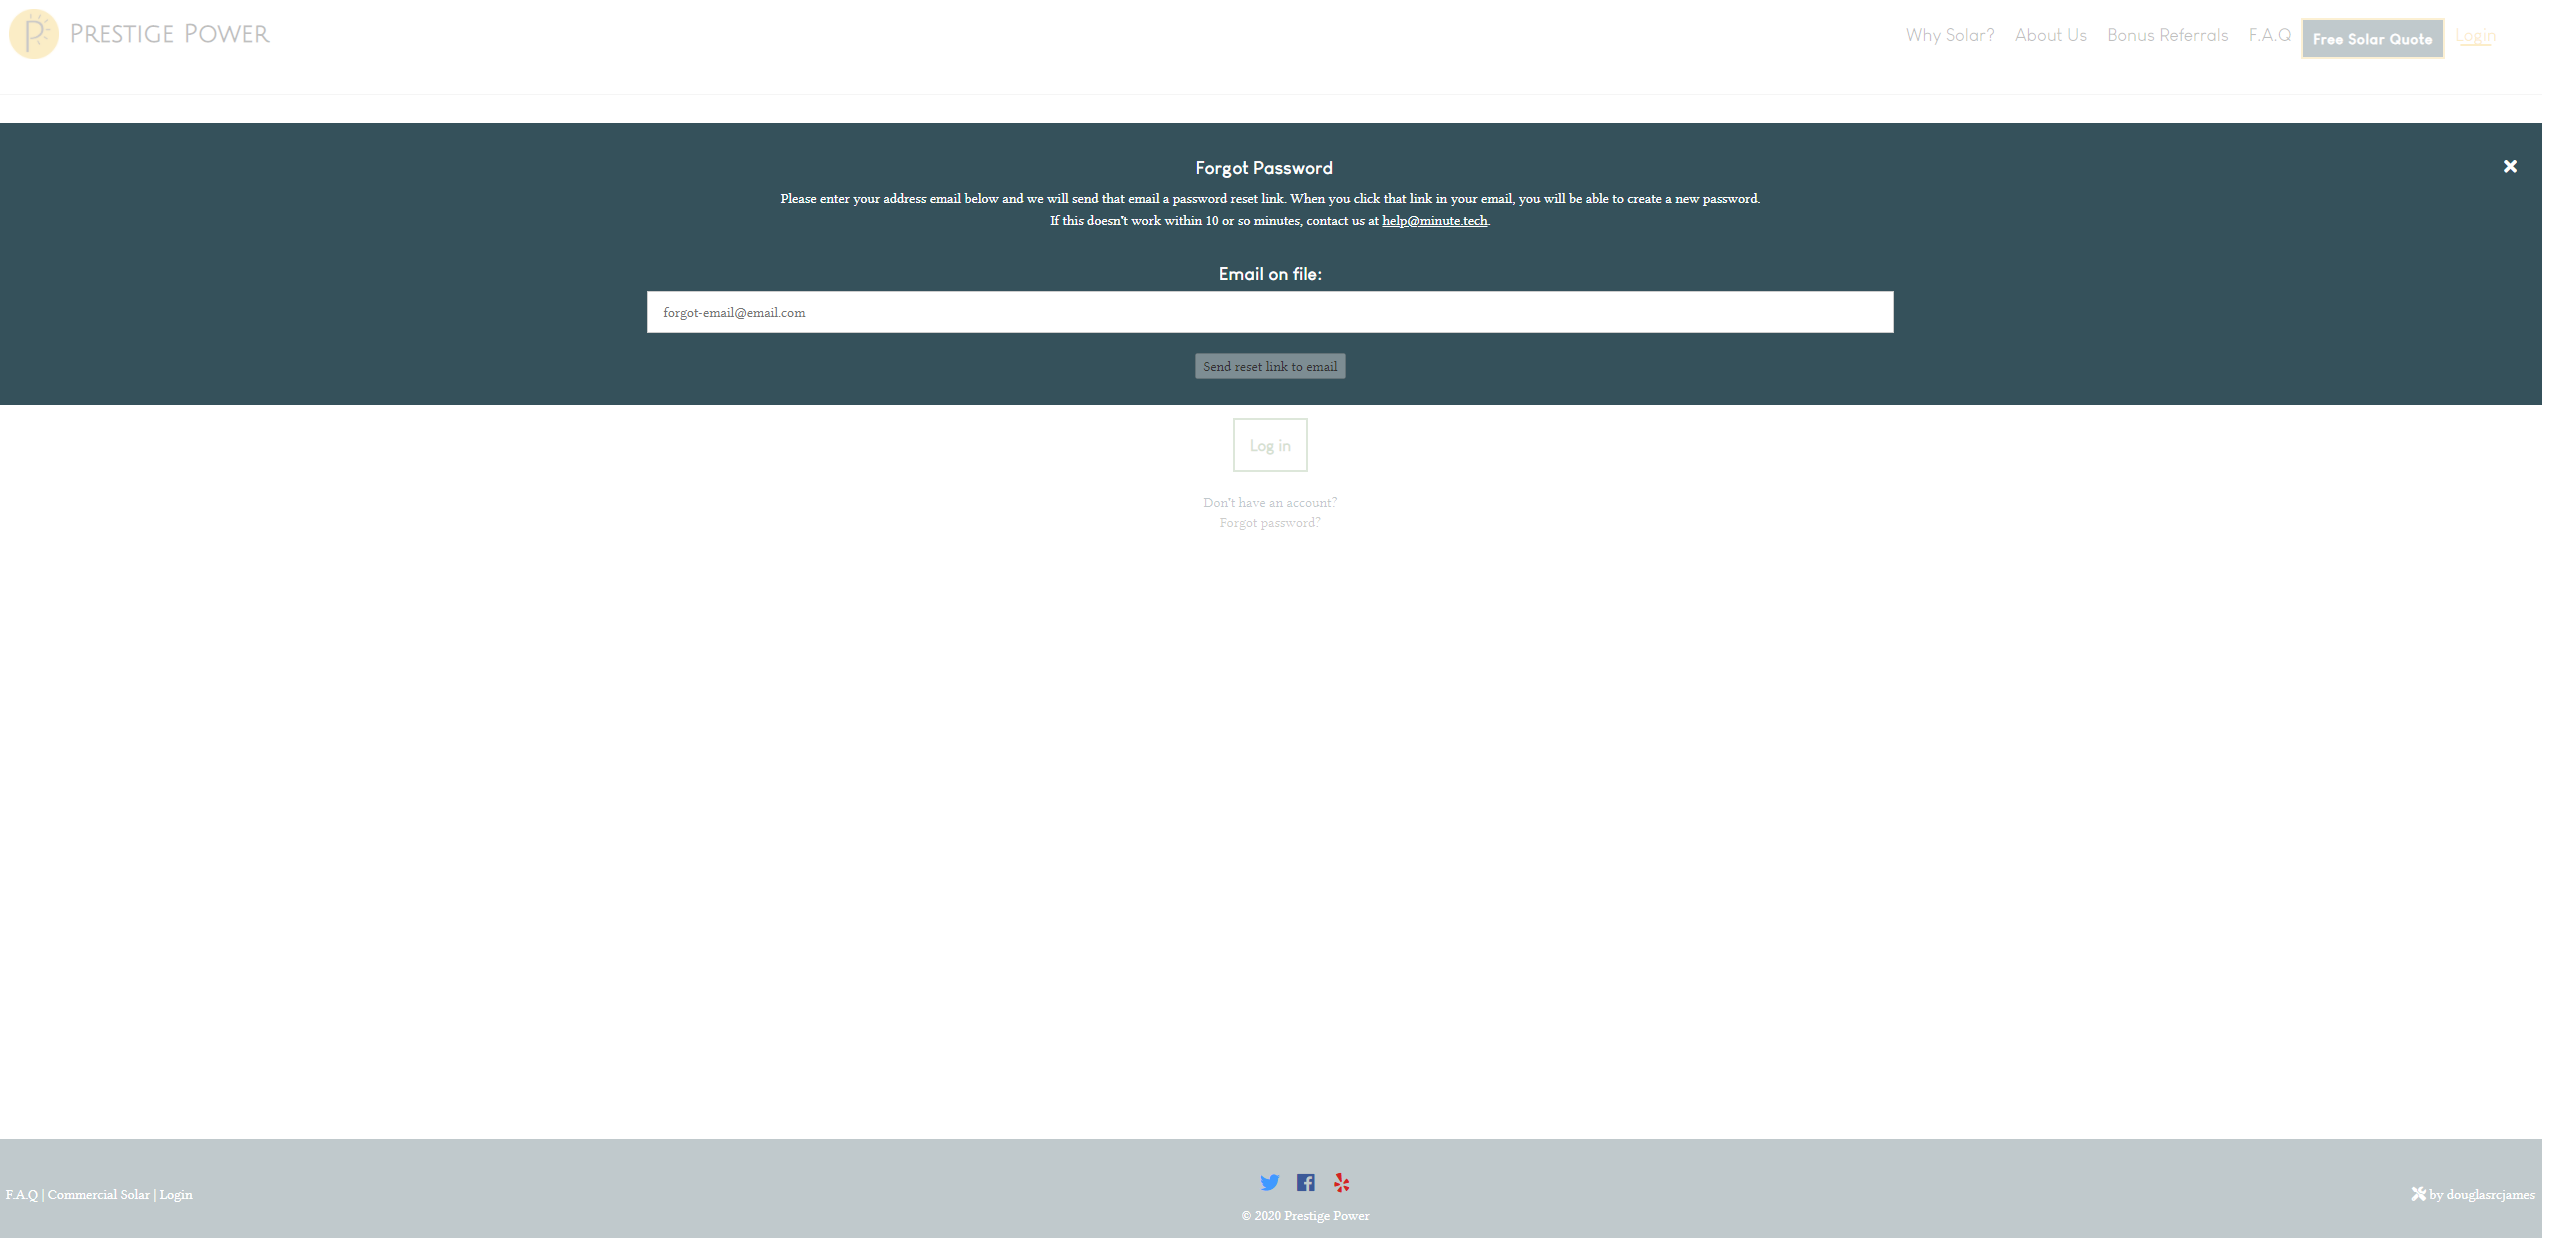 PRESTIGE POWER
Why Solar? About Us Bonus Referrals F.A.Q Free Solar Quote Login
Forgot Password
Please enter your address email below and we will send that email a password reset link. When you click that link in your email, you will be able to create a new password.
If this doesn't work within 10 or so minutes, contact us at help@minute.tech.
Email on file:
forgot-email@email.com
Send reset link to email
Log in
Don't have an account?
Forgot password?
F.A.Q | Commercial Solar | Login
© 2020 Prestige Power
by douglasrcjames